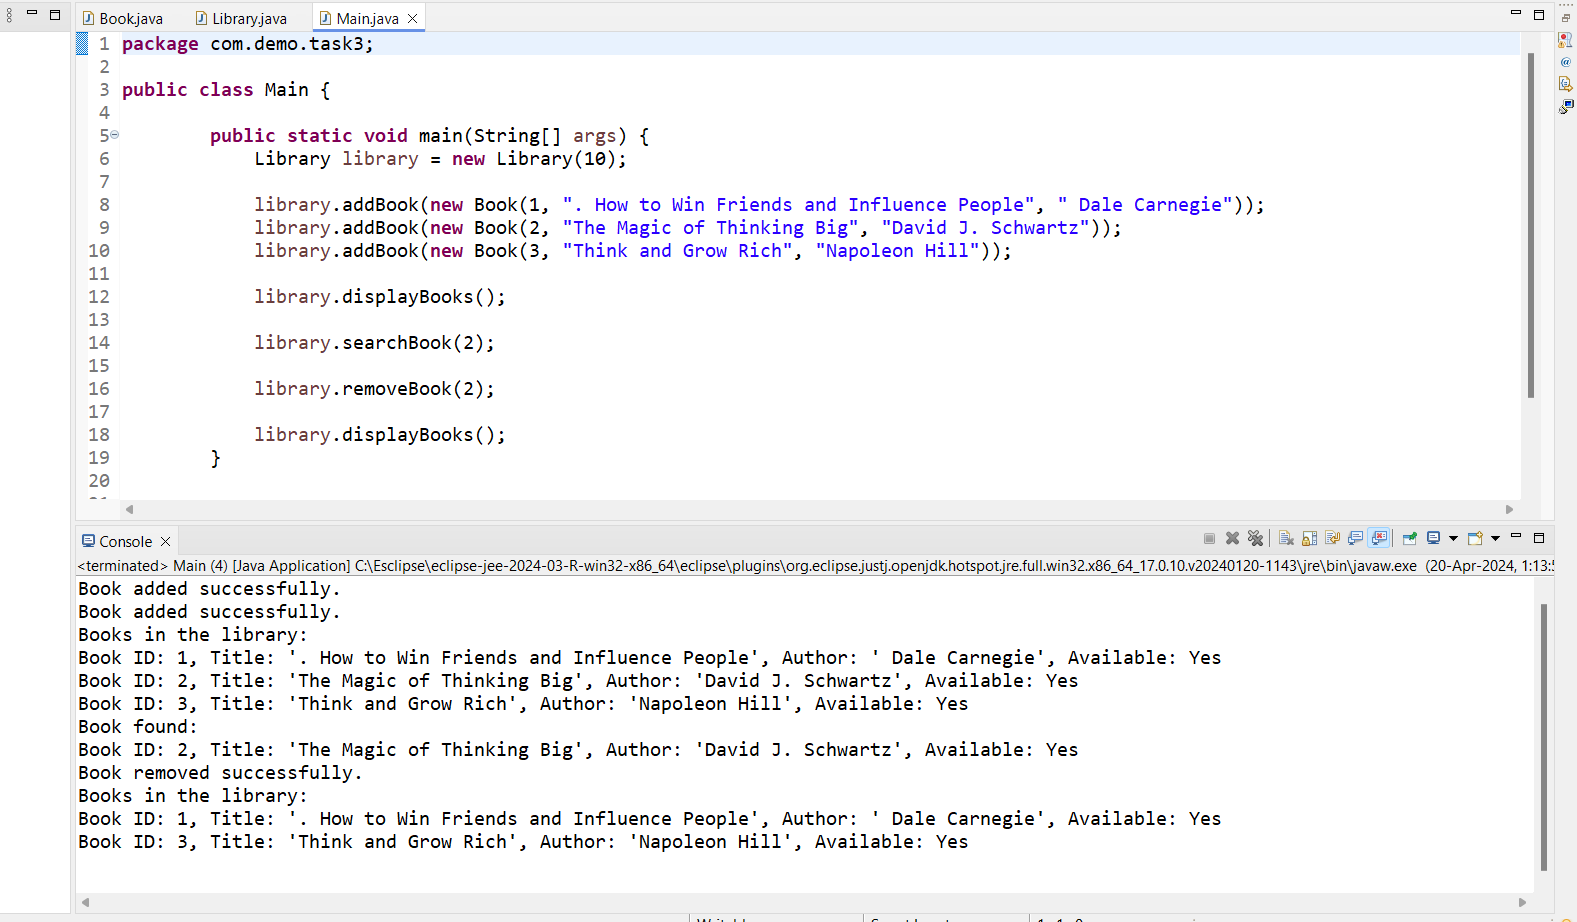 Book.java Library.java Main.java
1 package com.demo.task3;
2
3 public class Main {
4
5 public static void main(String[] args) {
6 Library library = new Library(10);
7
8 library.addBook(new Book(1, ". How to Win Friends and Influence People", " Dale Carnegie"));
9 library.addBook(new Book(2, "The Magic of Thinking Big", "David J. Schwartz"));
10 library.addBook(new Book(3, "Think and Grow Rich", "Napoleon Hill"));
11
12 library.displayBooks();
13
14 library.searchBook(2);
15
16 library.removeBook(2);
17
18 library.displayBooks();
19 }
20
Console
<terminated> Main (4) [Java Application] C:\Esclipse\eclipse-jee-2024-03-R-win32-x86_64\eclipse\plugins\org.eclipse.justj.openjdk.hotspot.jre.full.win32.x86_64_17.0.10.v20240120-1143\jre\bin\javaw.exe (20-Apr-2024, 1:13:5
Book added successfully.
Book added successfully.
Books in the library:
Book ID: 1, Title: '. How to Win Friends and Influence People', Author: ' Dale Carnegie', Available: Yes
Book ID: 2, Title: 'The Magic of Thinking Big', Author: 'David J. Schwartz', Available: Yes
Book ID: 3, Title: 'Think and Grow Rich', Author: 'Napoleon Hill', Available: Yes
Book found:
Book ID: 2, Title: 'The Magic of Thinking Big', Author: 'David J. Schwartz', Available: Yes
Book removed successfully.
Books in the library:
Book ID: 1, Title: '. How to Win Friends and Influence People', Author: ' Dale Carnegie', Available: Yes
Book ID: 3, Title: 'Think and Grow Rich', Author: 'Napoleon Hill', Available: Yes